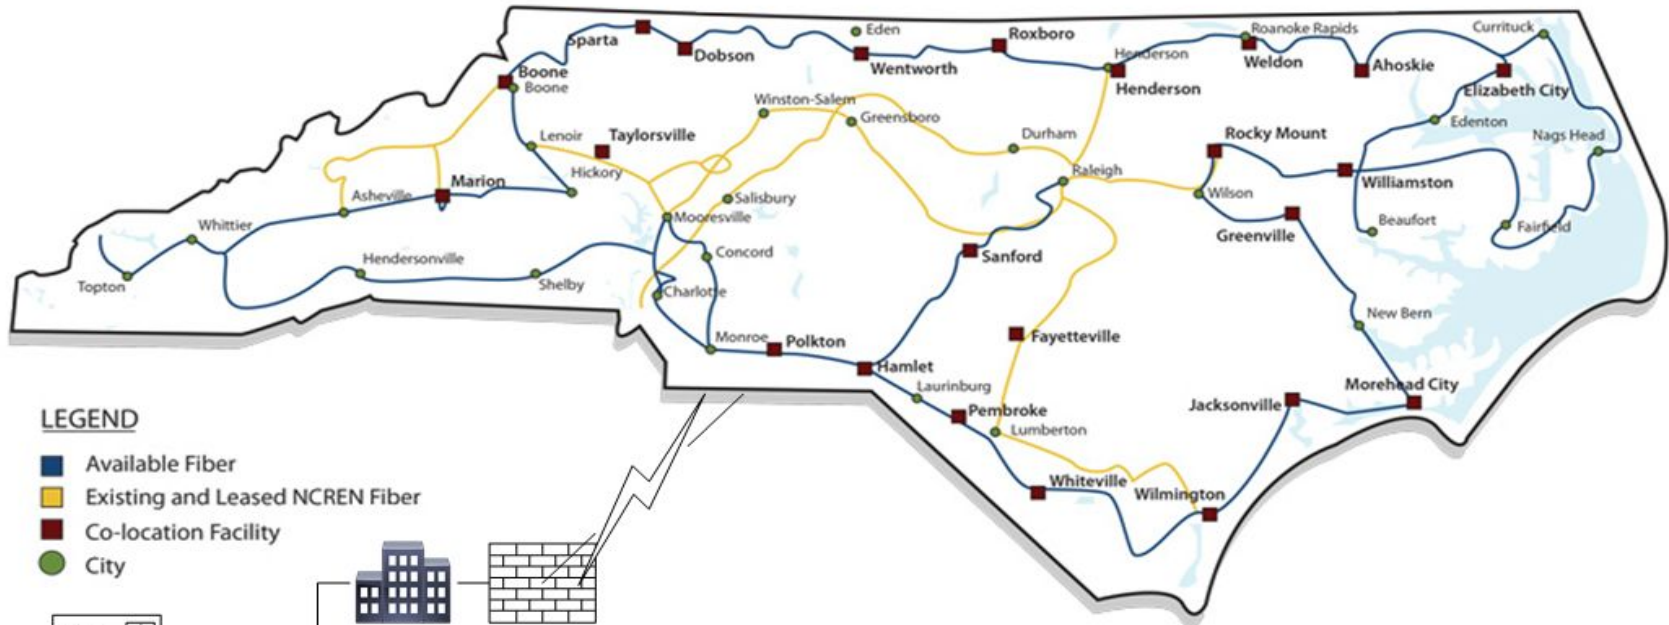 Eden
Currituck
Sparta
Roxboro
Roanoke Rapids
Dobson
Henderson
Wentworth
Weldon
Ahoskie
Boone
Boone
Henderson
Elizabeth City
Winston-Salem
Greensboro
Edenton
Lenoir
Taylorsville
Durham
Rocky Mount
Nags Head
Hickory
Raleigh
Marion
Williamston
Asheville
Salisbury
Wilson
Mooresville
Beaufort
Whittier
Greenville
Fairfield
Concord
Sanford
Hendersonville
Topton
Shelby
Charlotte
New Bern
Monroe
Polkton
Fayetteville
Hamlet
Laurinburg
Morehead City
Jacksonville
Pembroke
Lumberton
Whiteville
Wilmington
LEGEND
Available Fiber
Existing and Leased NCREN Fiber
Co-location Facility
City